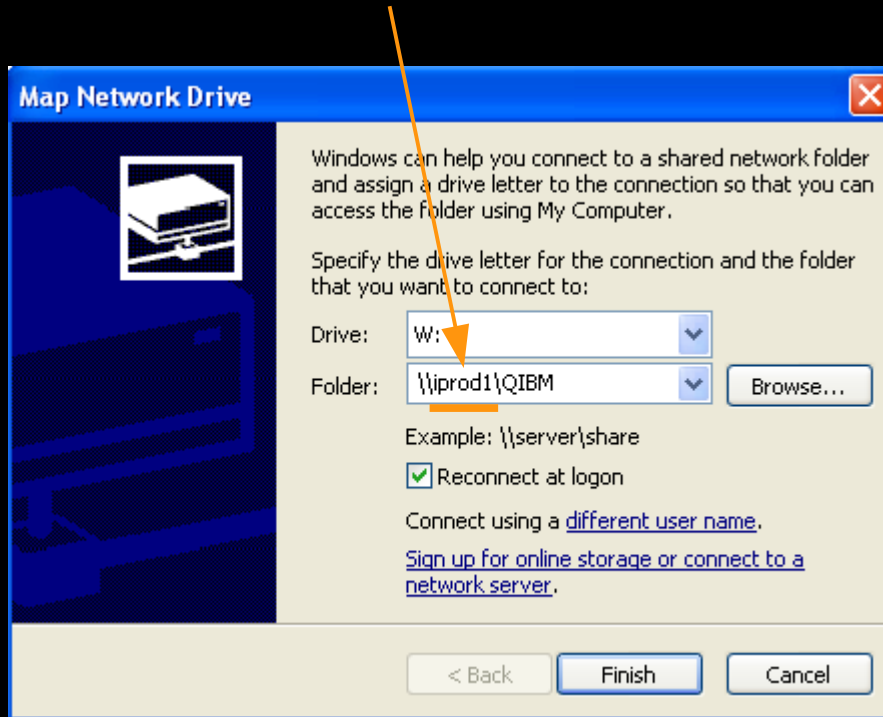 Map Network Drive
Windows can help you connect to a shared network folder
and assign a drive letter to the connection so that you can
access the folder using My Computer.
Specify the drive letter for the connection and the folder
that you want to connect to:
Drive: W:
Folder: \\iprod1\QIBM Browse...
Example: \\server\share
Reconnect at logon
Connect using a different user name.
Sign up for online storage or connect to a
network server.
< Back Finish Cancel